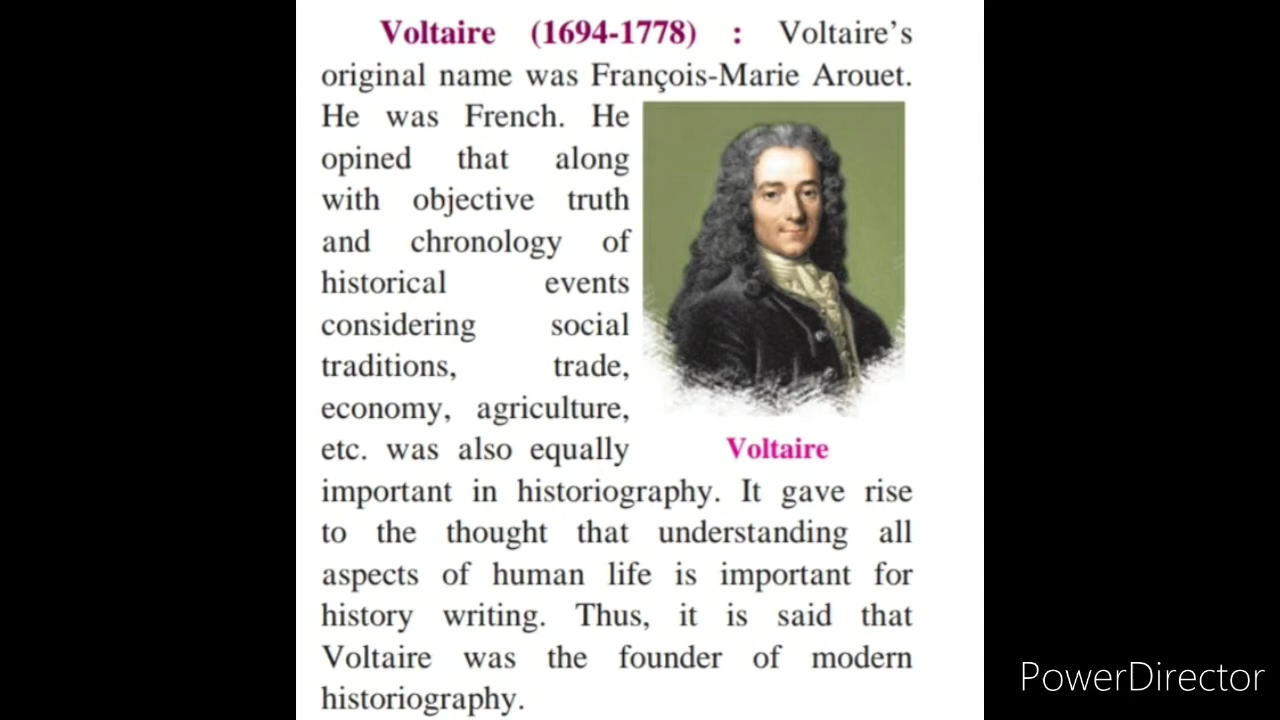 Voltaire (1694-1778) : Voltaire’s
original name was François-Marie Arouet.
He was French. He
opined that along
with objective truth
and chronology of
historical events
considering social
traditions, trade,
economy, agriculture,
etc. was also equally
Voltaire
important in historiography. It gave rise
to the thought that understanding all
aspects of human life is important for
history writing. Thus, it is said that
Voltaire was the founder of modern
historiography.
PowerDirector